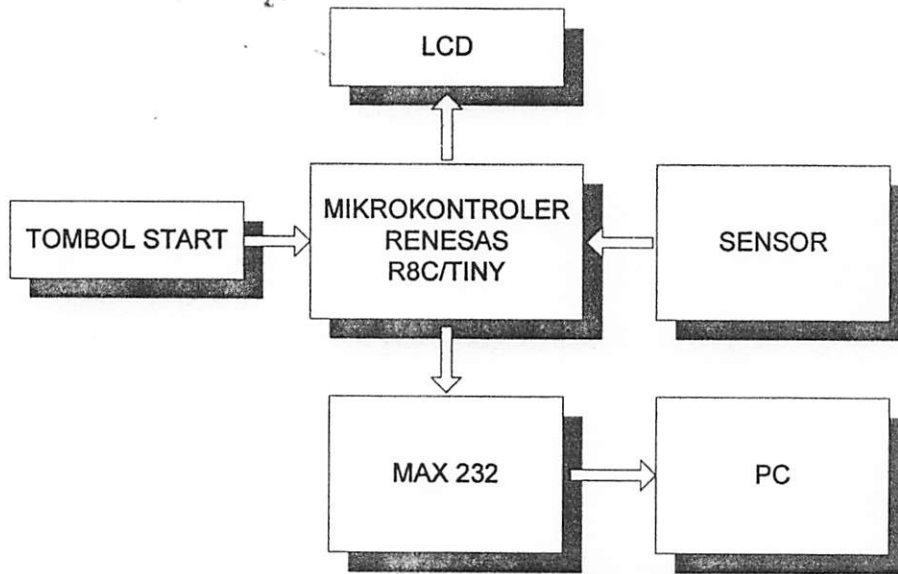 LCD
TOMBOL START
MIKROKONTROLER
RENESAS
R8C/TINY
SENSOR
MAX 232
PC